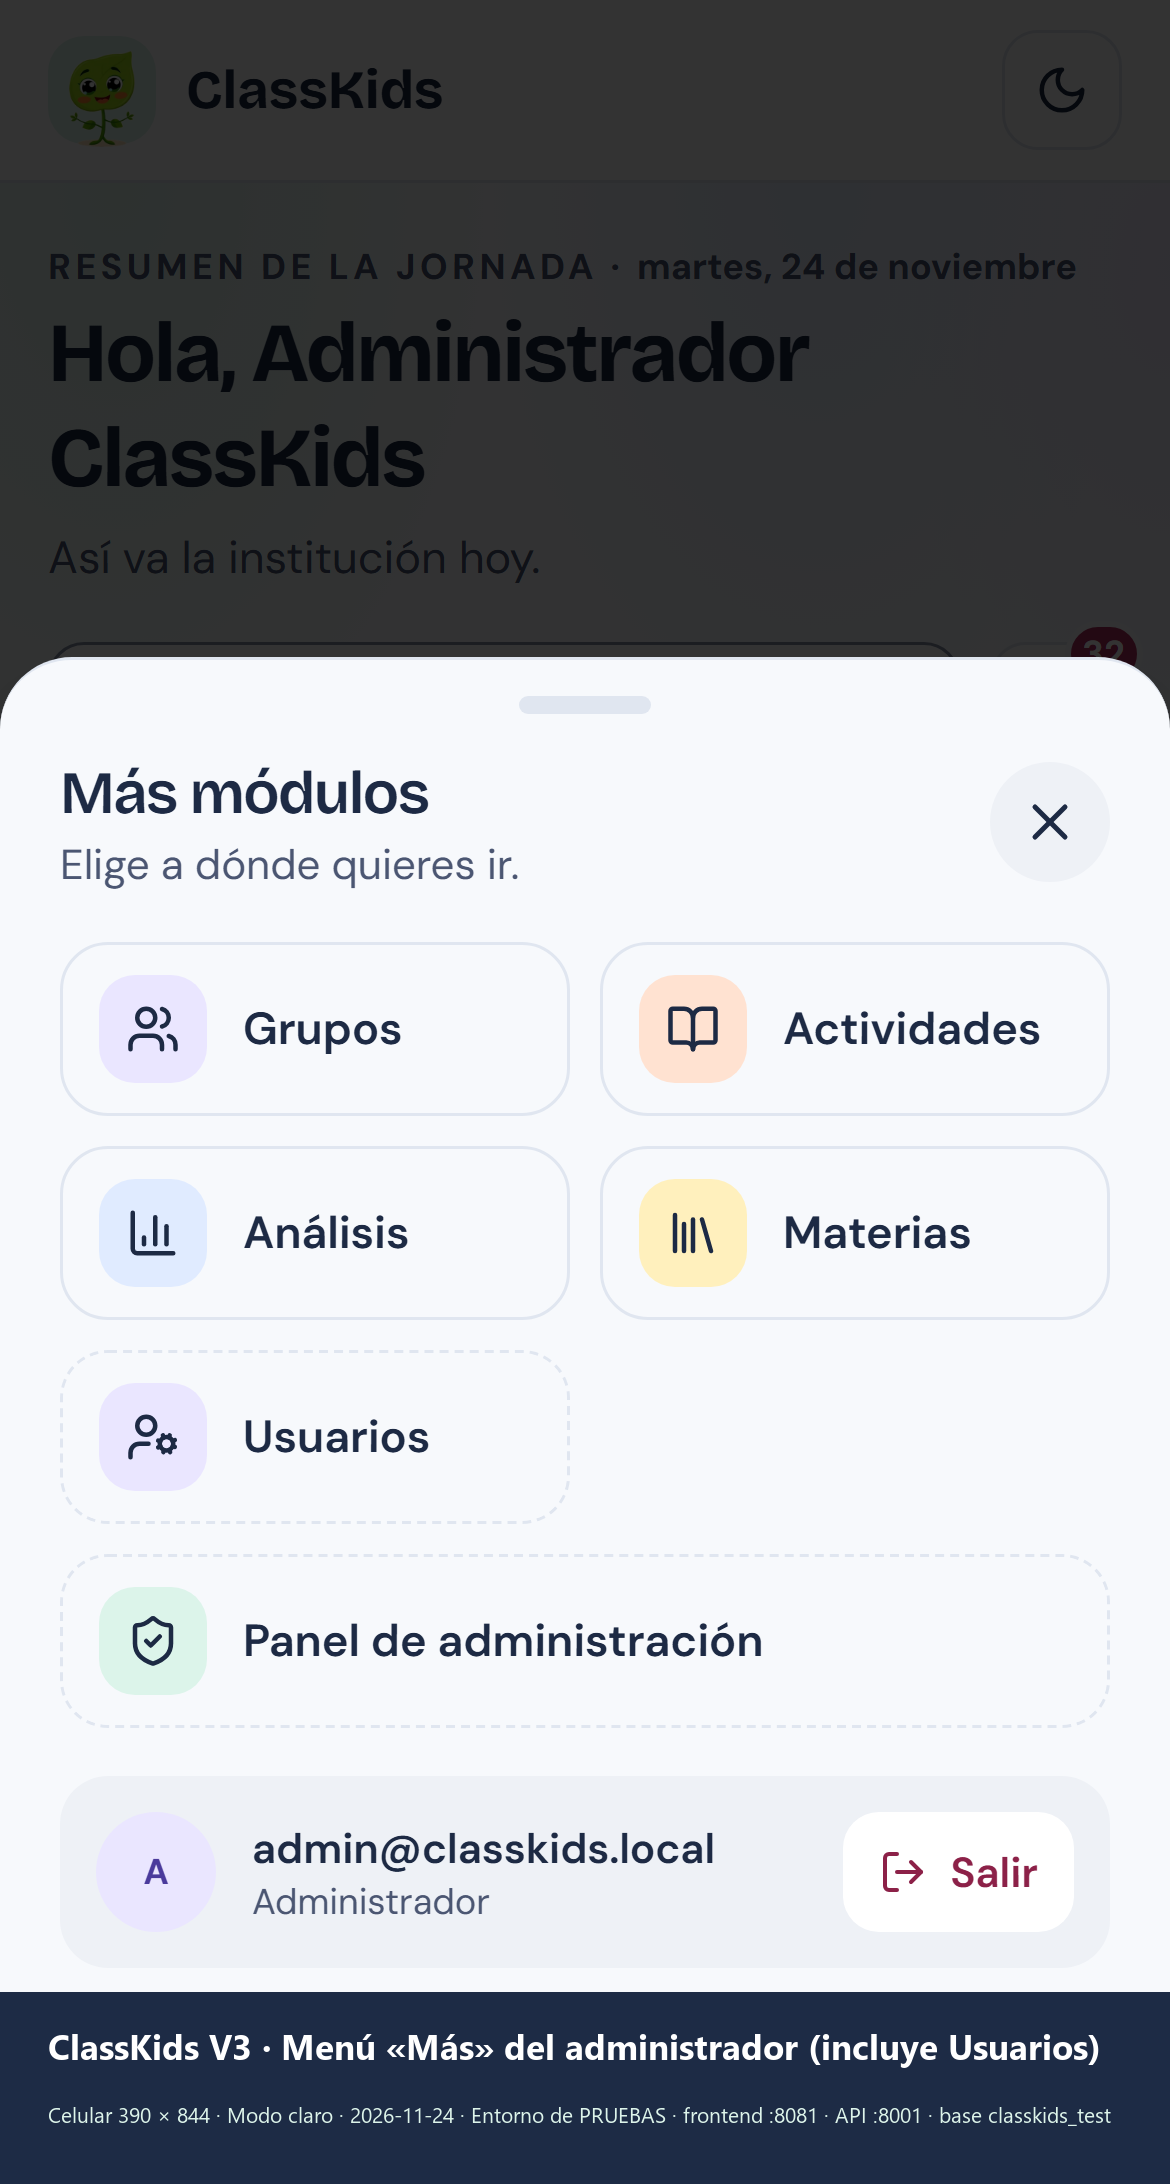 ClassKids
RESUMEN DE LA JORNADA · martes, 24 de noviembre
Hola, Administrador
ClassKids
Así va la institución hoy.
32
Más módulos
Elige a dónde quieres ir.
Grupos
Actividades
Análisis
Materias
Usuarios
Panel de administración
A
admin@classkids.local
Administrador
Salir
ClassKids V3 · Menú «Más» del administrador (incluye Usuarios)
Celular 390 × 844 · Modo claro · 2026-11-24 · Entorno de PRUEBAS · frontend :8081 · API :8001 · base classkids_test